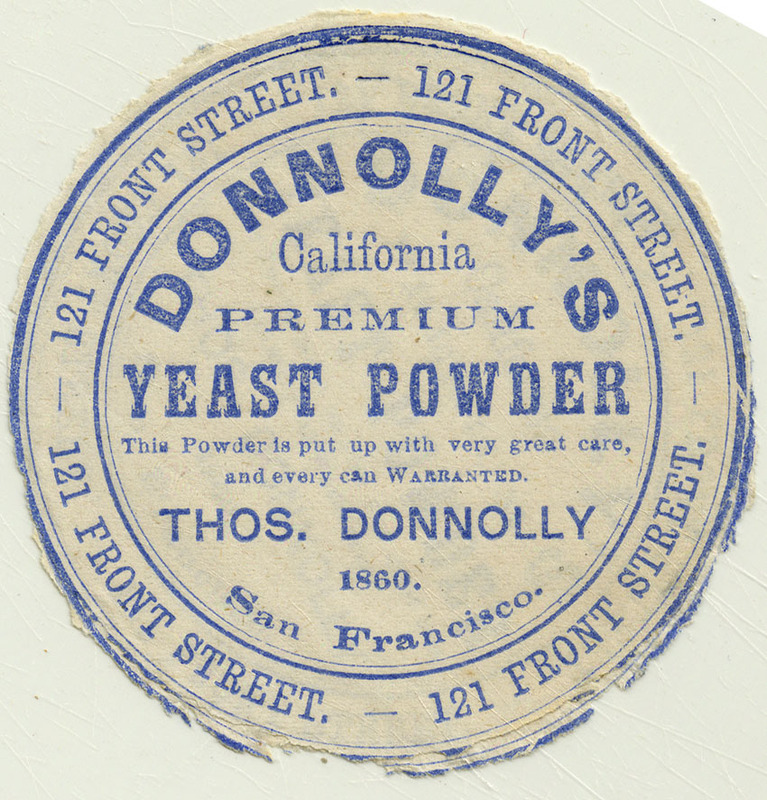 121 FRONT STREET. — 121 FRONT STREET. — 121 FRONT STREET. — 121 FRONT STREET. —
DONNOLLY'S
California
PREMIUM
YEAST POWDER
This Powder is put up with very great care,
and every can WARRANTED.
THOS. DONNOLLY
1860.
San Francisco.